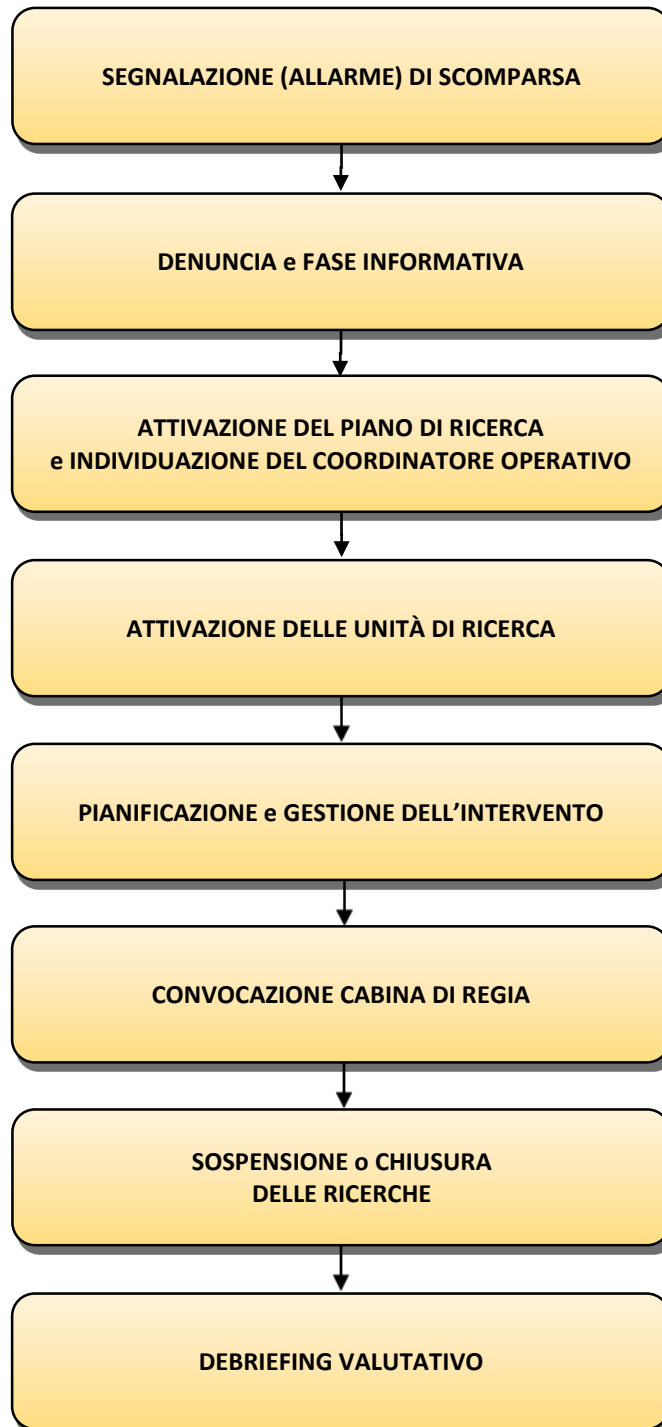 SEGNALAZIONE (ALLARME) DI SCOMPARSA
DENUNCIA e FASE INFORMATIVA
ATTIVAZIONE DEL PIANO DI RICERCA
e INDIVIDUAZIONE DEL COORDINATORE OPERATIVO
ATTIVAZIONE DELLE UNITÀ DI RICERCA
PIANIFICAZIONE e GESTIONE DELL’INTERVENTO
CONVOCAZIONE CABINA DI REGIA
SOSPENSIONE o CHIUSURA
DELLE RICERCHE
DEBRIEFING VALUTATIVO